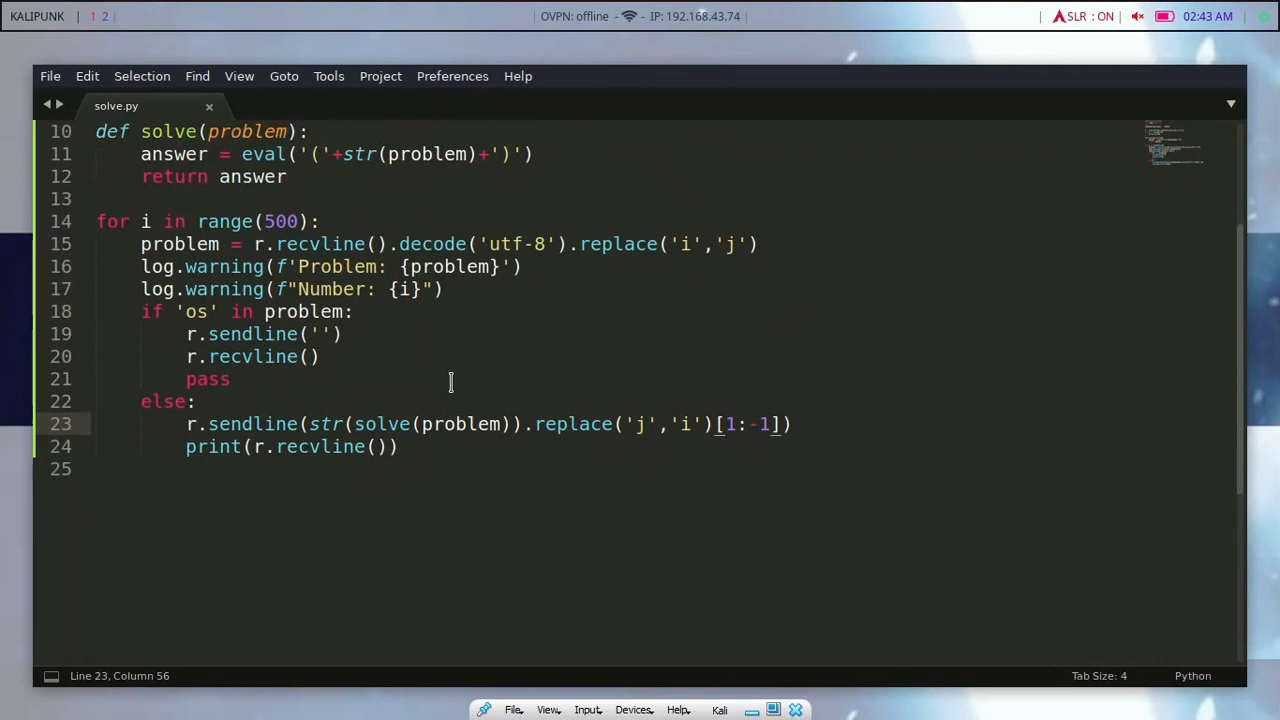 KALIPUNK | 1 2
OVPN: offline - - IP: 192.168.43.74 |
| SLR : ON | 02:43 AM
File Edit Selection Find View Goto Tools Project Preferences Help
solve.py
10 def solve(problem):
11 answer = eval('('+str(problem)+')')
12 return answer
13
14 for i in range(500):
15 problem = r.recvline().decode('utf-8').replace('i','j')
16 log.warning(f'Problem: {problem}')
17 log.warning(f"Number: {i}")
18 if 'os' in problem:
19 r.sendline('')
20 r.recvline()
21 pass
22 else:
23 r.sendline(str(solve(problem)).replace('j','i')[1:-1])
24 print(r.recvline())
25
Line 23, Column 56 Tab Size: 4 Python
File View Input Devices Help Kali